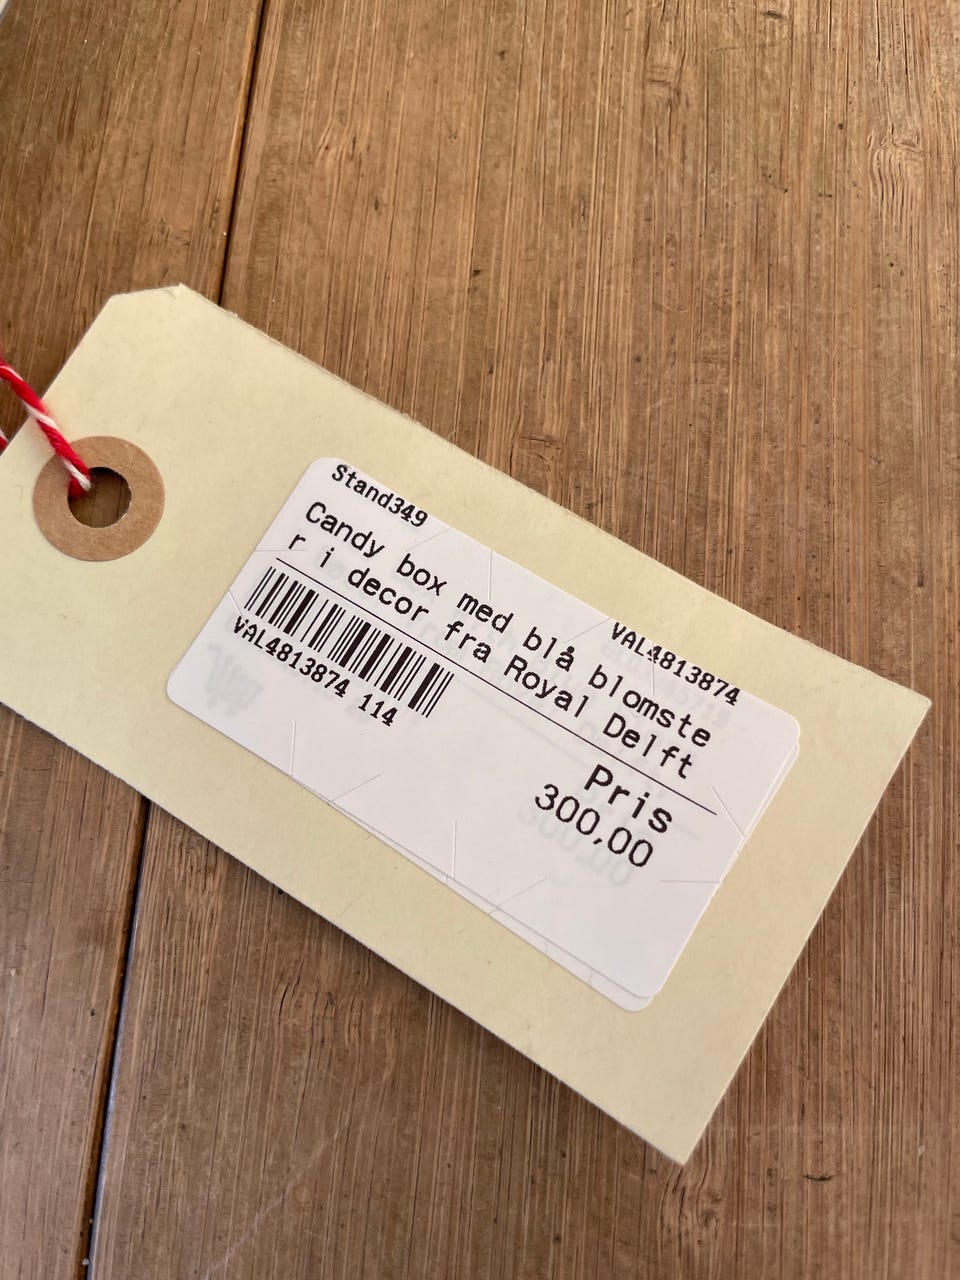 Stand349
VAL4813874
Candy box med blå blomste
r i decor fra Royal Delft
VAL4813874 114
Pris
300,00